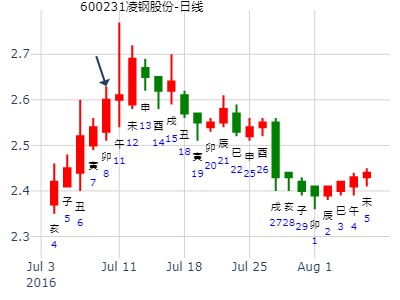 600231凌钢股份-日线
2.7
2.6
2.5
2.4
2.3
亥
4
子
5
丑
6
寅
7
卯
8
午
11
未
12
申
13
酉
14
戌
15
丑
18
寅
19
卯
20
辰
21
巳
22
申
25
酉
26
戌
27
亥
28
子
29
卯
1
辰
2
巳
3
午
4
未
5
Jul 3
2016
Jul 11
Jul 18
Jul 25
Aug 1